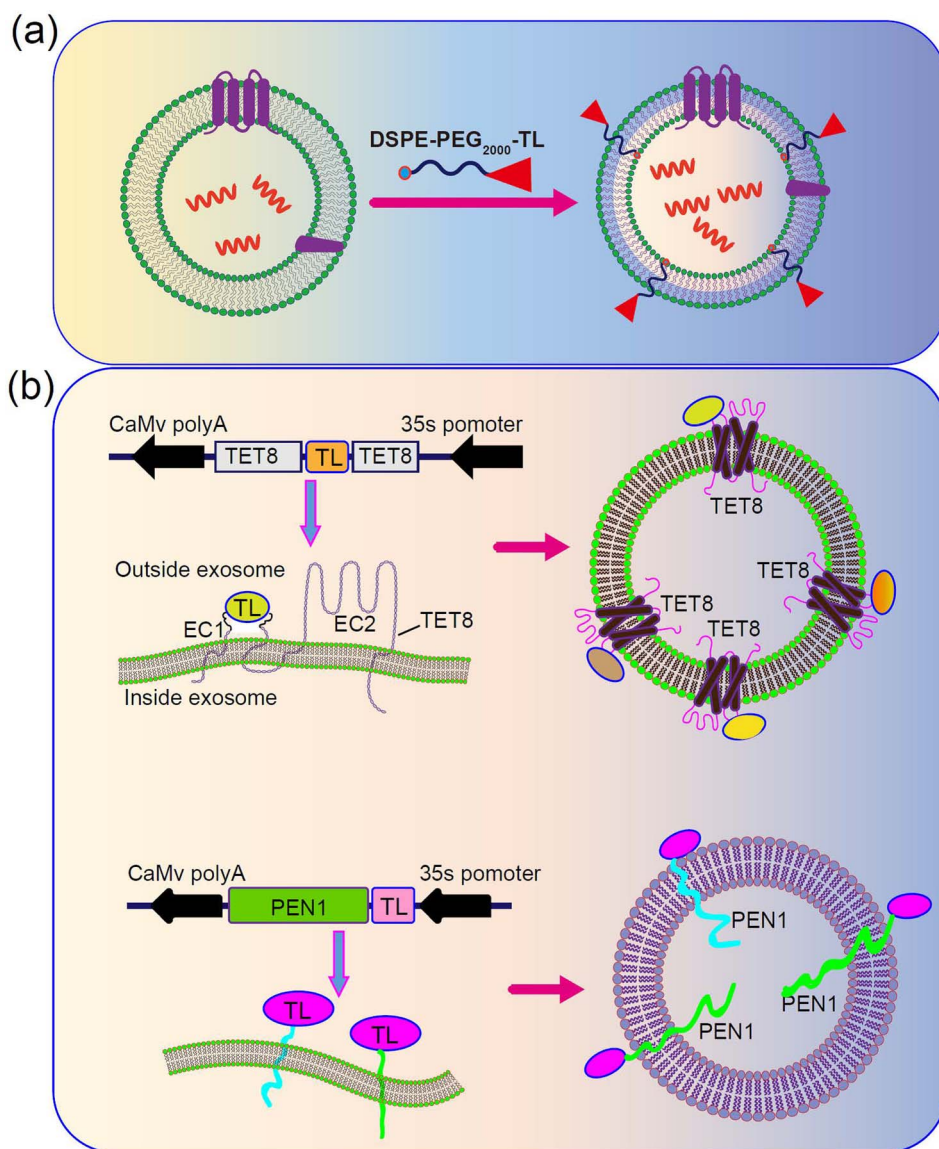 (a)
DSPE-PEG2000-TL
(b)
CaMv polyA
35s pomoter
TET8
TL
TET8
TET8
Outside exosome
TL
EC1
EC2
TET8
Inside exosome
TET8
TET8
TET8
CaMv polyA
35s pomoter
PEN1
TL
PEN1
TL
TL
PEN1
PEN1